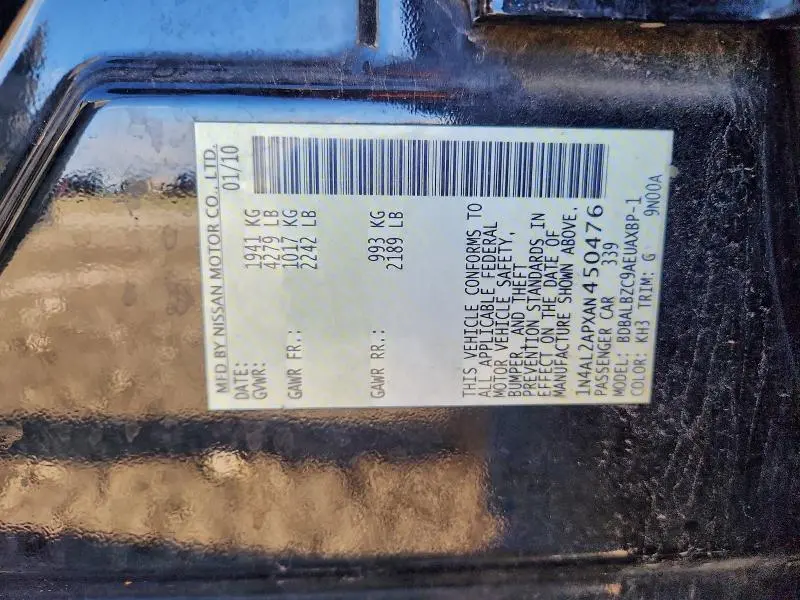 MFD BY NISSAN MOTOR CO., LTD.
DATE: 01/10
GVWR: 1941 KG
4279 LB
GAWR FR.: 1017 KG
2242 LB
GAWR RR.: 993 KG
2189 LB
THIS VEHICLE CONFORMS TO
ALL APPLICABLE FEDERAL
MOTOR VEHICLE SAFETY,
BUMPER, AND THEFT
PREVENTION STANDARDS IN
EFFECT ON THE DATE OF
MANUFACTURE SHOWN ABOVE.
1N4AL2APXAN450476
PASSENGER CAR 339
MODEL: BDBALBZC9AEUAXBP-1
COLOR: KH3 TRIM: G 9N00A